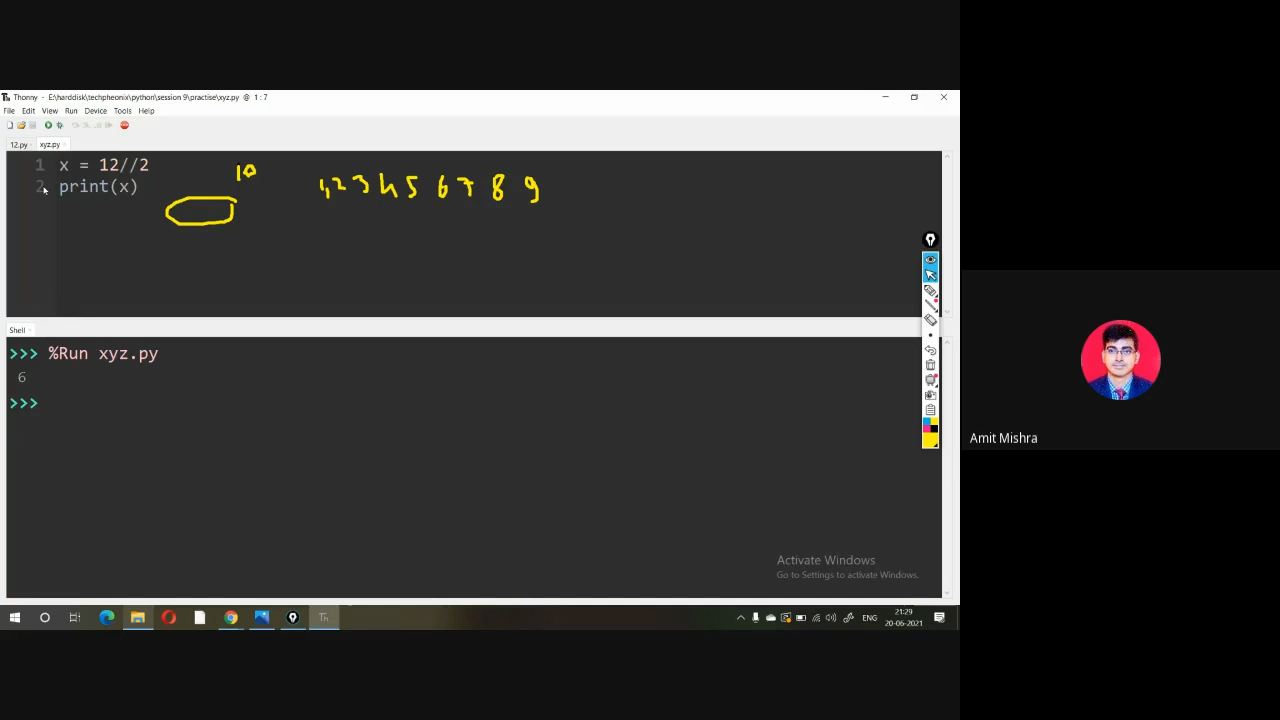 Thonny - E:\harddisk\techpheonix\python\session 9\practise\xyz.py @ 1 : 7
File Edit View Run Device Tools Help
12.py xyz.py
1 x = 12//2
2 print(x)
10
1 2 3 4 5 6 7 8 9
Shell
>>> %Run xyz.py
6
>>>
Amit Mishra
Activate Windows
Go to Settings to activate Windows.
Th
ENG
21:29
20-06-2021